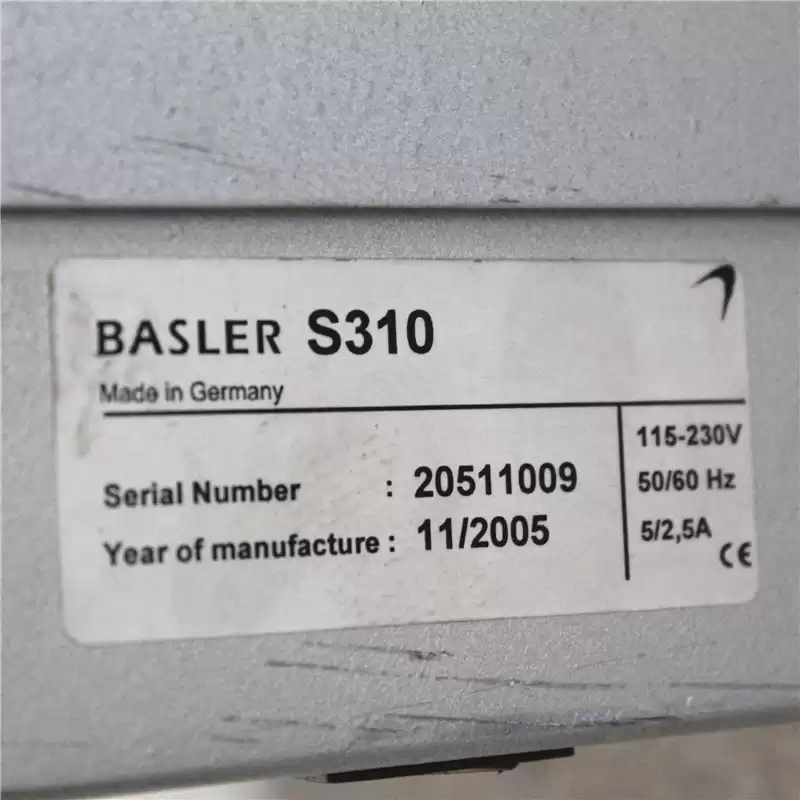 BASLER S310
Made in Germany
Serial Number : 20511009
Year of manufacture : 11/2005
115-230V
50/60 Hz
5/2,5A
CE